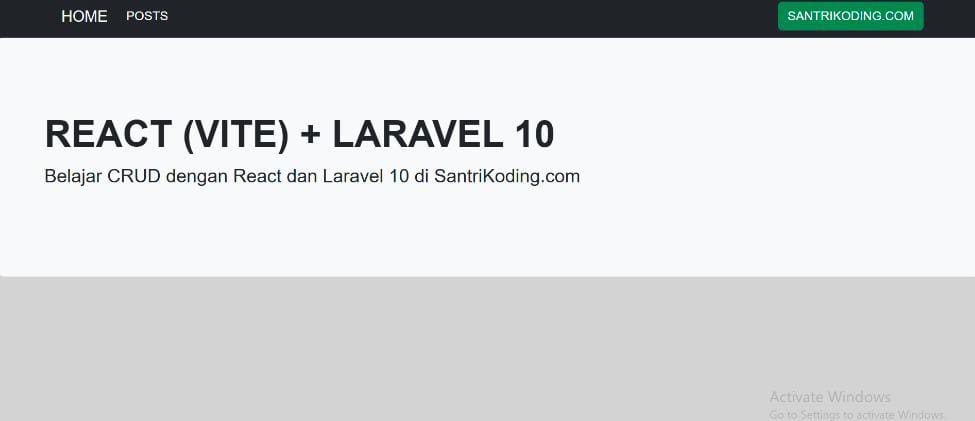 HOME POSTS SANTRIKODING.COM
REACT (VITE) + LARAVEL 10
Belajar CRUD dengan React dan Laravel 10 di SantriKoding.com
Activate Windows
Go to Settings to activate Windows.